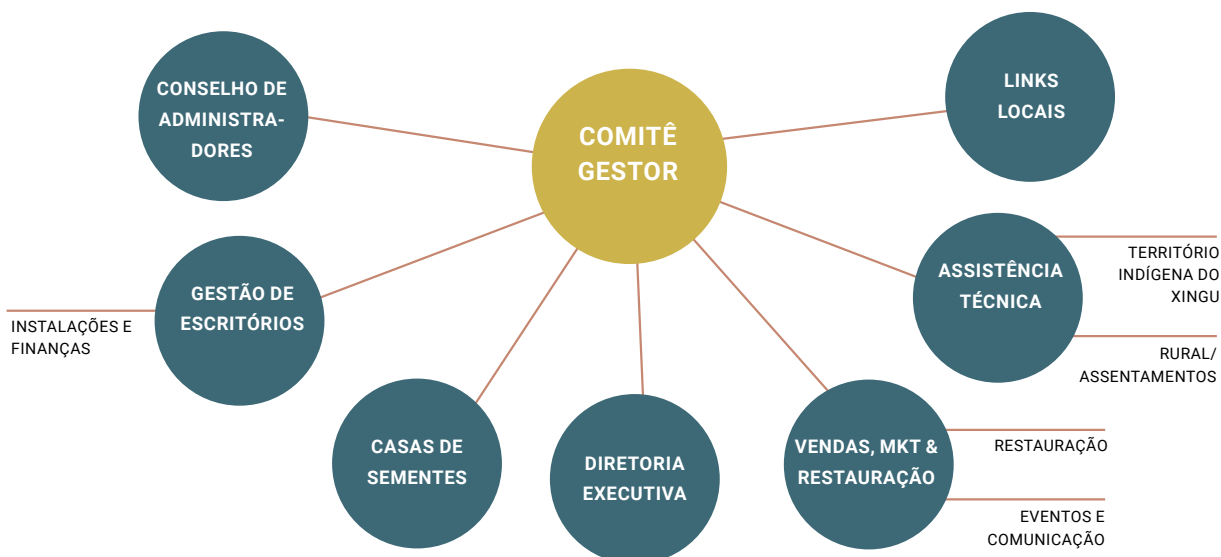 CONSELHO DE
ADMINISTRA-
DORES
COMITÊ
GESTOR
LINKS
LOCAIS
GESTÃO DE
ESCRITÓRIOS
INSTALAÇÕES E
FINANÇAS
ASSISTÊNCIA
TÉCNICA
TERRITÓRIO
INDÍGENA DO
XINGU
RURAL/
ASSENTAMENTOS
CASAS DE
SEMENTES
DIRETORIA
EXECUTIVA
VENDAS, MKT &
RESTAURAÇÃO
RESTAURAÇÃO
EVENTOS E
COMUNICAÇÃO